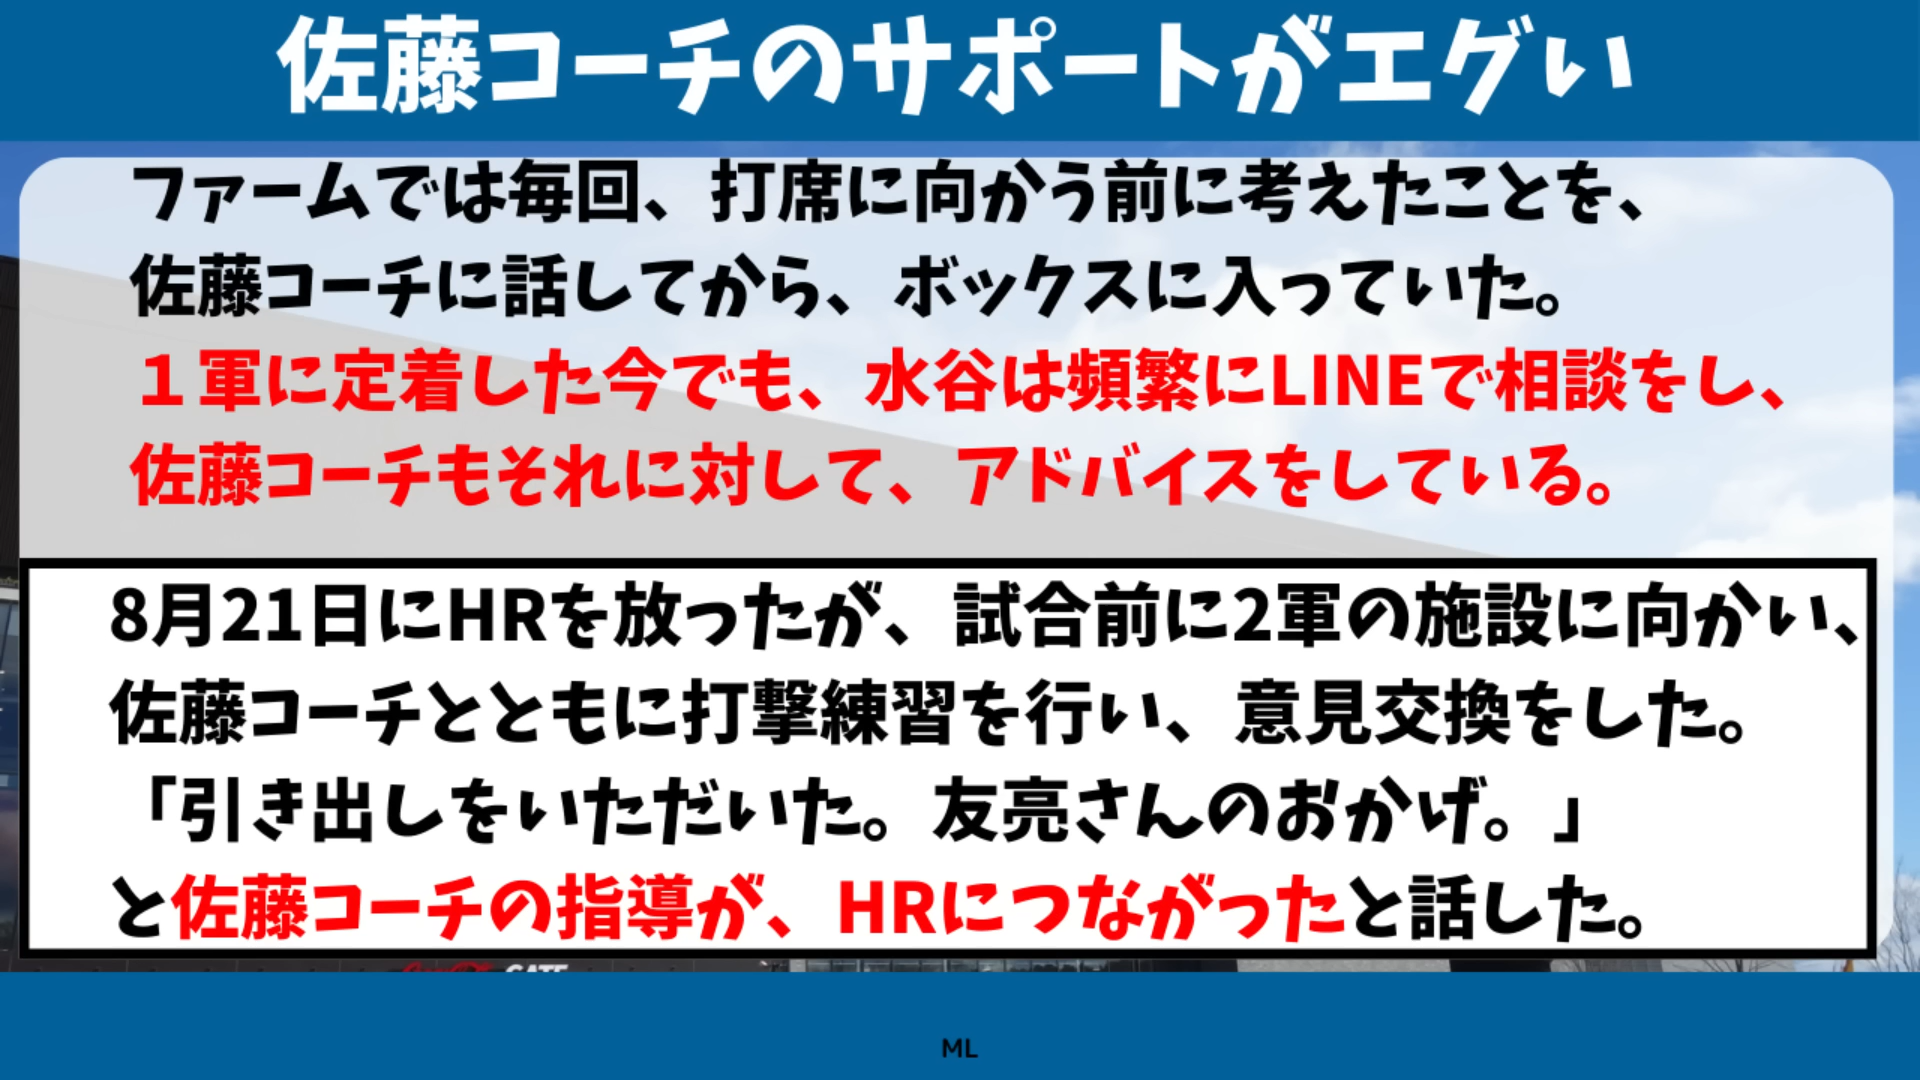 佐藤コーチのサポートがエグい
ファームでは毎回、打席に向かう前に考えたことを、
佐藤コーチに話してから、ボックスに入っていた。
１軍に定着した今でも、水谷は頻繁にLINEで相談をし、
佐藤コーチもそれに対して、アドバイスをしている。
8月21日にHRを放ったが、試合前に2軍の施設に向かい、
佐藤コーチとともに打撃練習を行い、意見交換をした。
「引き出しをいただいた。友亮さんのおかげ。」
と佐藤コーチの指導が、HRにつながったと話した。
GATE
ML